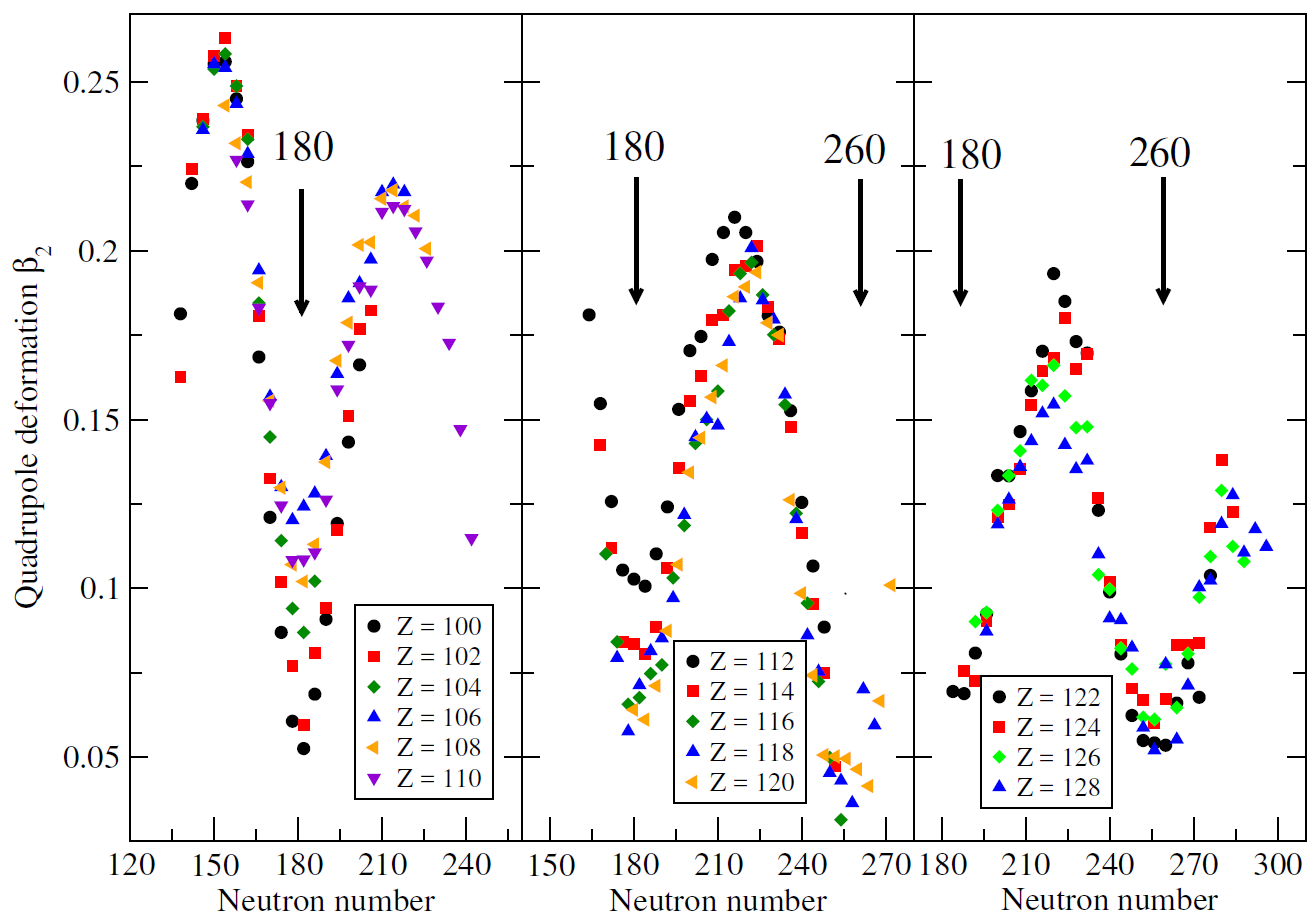 Quadrupole deformation β2
0.25
0.2
0.15
0.1
0.05
180
180
260
180
260
Z = 100
Z = 102
Z = 104
Z = 106
Z = 108
Z = 110
Z = 112
Z = 114
Z = 116
Z = 118
Z = 120
Z = 122
Z = 124
Z = 126
Z = 128
120 150 180 210 240
150 180 210 240 270
180 210 240 270 300
Neutron number
Neutron number
Neutron number